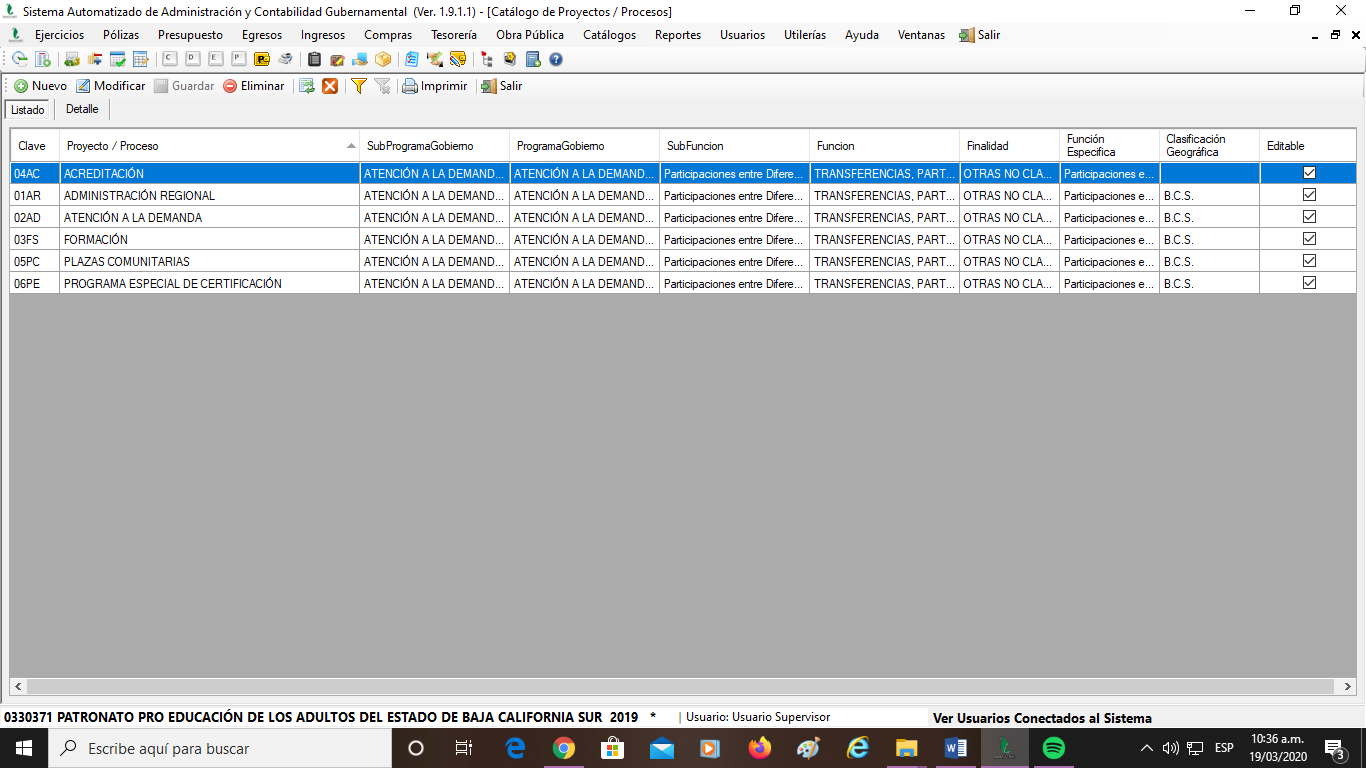 Sistema Automatizado de Administración y Contabilidad Gubernamental (Ver. 1.9.1.1) - [Catálogo de Proyectos / Procesos]
Ejercicios Pólizas Presupuesto Egresos Ingresos Compras Tesorería Obra Pública Catálogos Reportes Usuarios Utilerías Ayuda Ventanas Salir
C D E P P
Nuevo Modificar Guardar Eliminar Imprimir Salir
Listado Detalle
Clave Proyecto / Proceso SubProgramaGobierno ProgramaGobierno SubFuncion Funcion Finalidad Función Especifica Clasificación Geográfica Editable
04AC ACREDITACIÓN ATENCIÓN A LA DEMAND... ATENCIÓN A LA DEMAND... Participaciones entre Difere... TRANSFERENCIAS, PART... OTRAS NO CLA... Participaciones e...
01AR ADMINISTRACIÓN REGIONAL ATENCIÓN A LA DEMAND... ATENCIÓN A LA DEMAND... Participaciones entre Difere... TRANSFERENCIAS, PART... OTRAS NO CLA... Participaciones e... B.C.S.
02AD ATENCIÓN A LA DEMANDA ATENCIÓN A LA DEMAND... ATENCIÓN A LA DEMAND... Participaciones entre Difere... TRANSFERENCIAS, PART... OTRAS NO CLA... Participaciones e... B.C.S.
03FS FORMACIÓN ATENCIÓN A LA DEMAND... ATENCIÓN A LA DEMAND... Participaciones entre Difere... TRANSFERENCIAS, PART... OTRAS NO CLA... Participaciones e... B.C.S.
05PC PLAZAS COMUNITARIAS ATENCIÓN A LA DEMAND... ATENCIÓN A LA DEMAND... Participaciones entre Difere... TRANSFERENCIAS, PART... OTRAS NO CLA... Participaciones e... B.C.S.
06PE PROGRAMA ESPECIAL DE CERTIFICACIÓN ATENCIÓN A LA DEMAND... ATENCIÓN A LA DEMAND... Participaciones entre Difere... TRANSFERENCIAS, PART... OTRAS NO CLA... Participaciones e... B.C.S.
0330371 PATRONATO PRO EDUCACIÓN DE LOS ADULTOS DEL ESTADO DE BAJA CALIFORNIA SUR 2019 * | Usuario: Usuario Supervisor Ver Usuarios Conectados al Sistema
Escribe aquí para buscar ESP 10:36 a.m.
19/03/2020 3